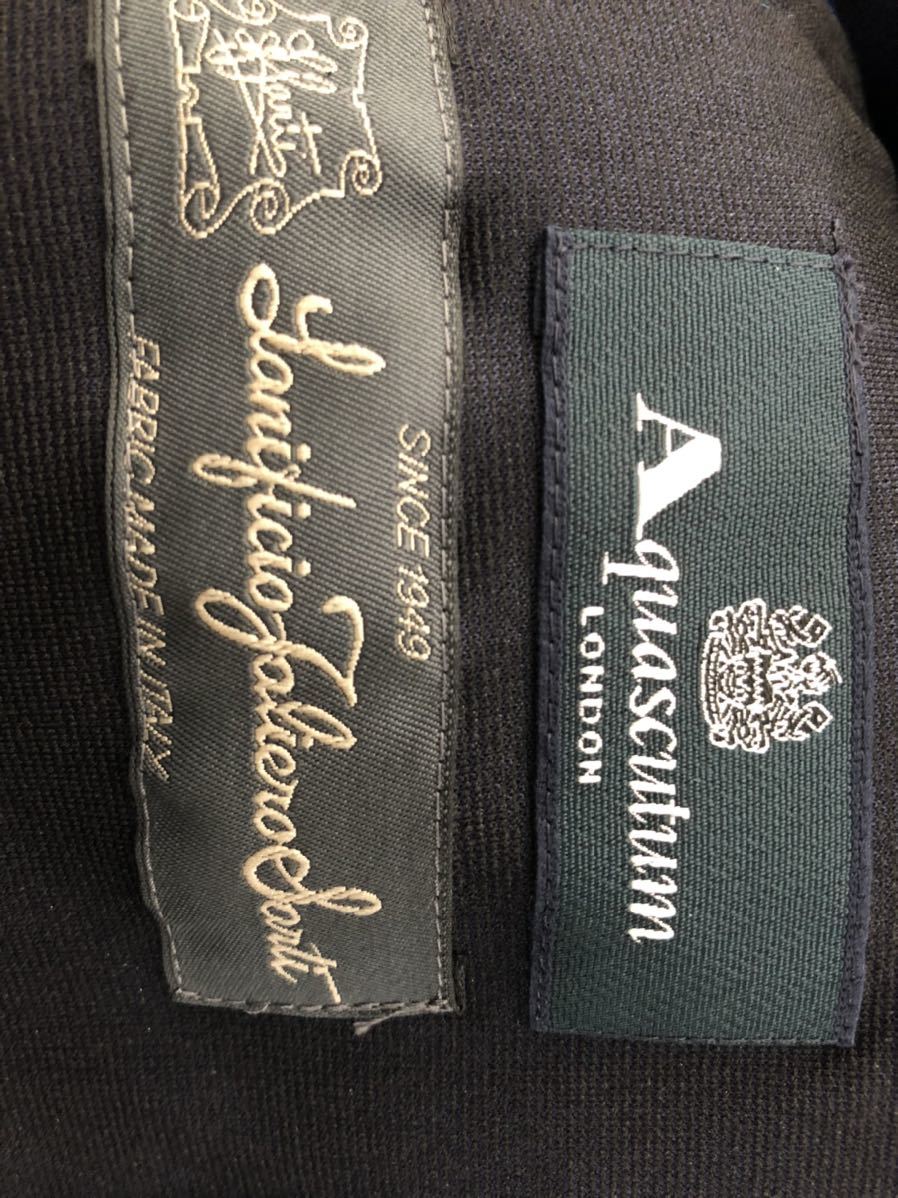 Aquascutum
LONDON
SINCE 1949
Lanificio Faliero Sarti
FABRIC MADE IN ITALY